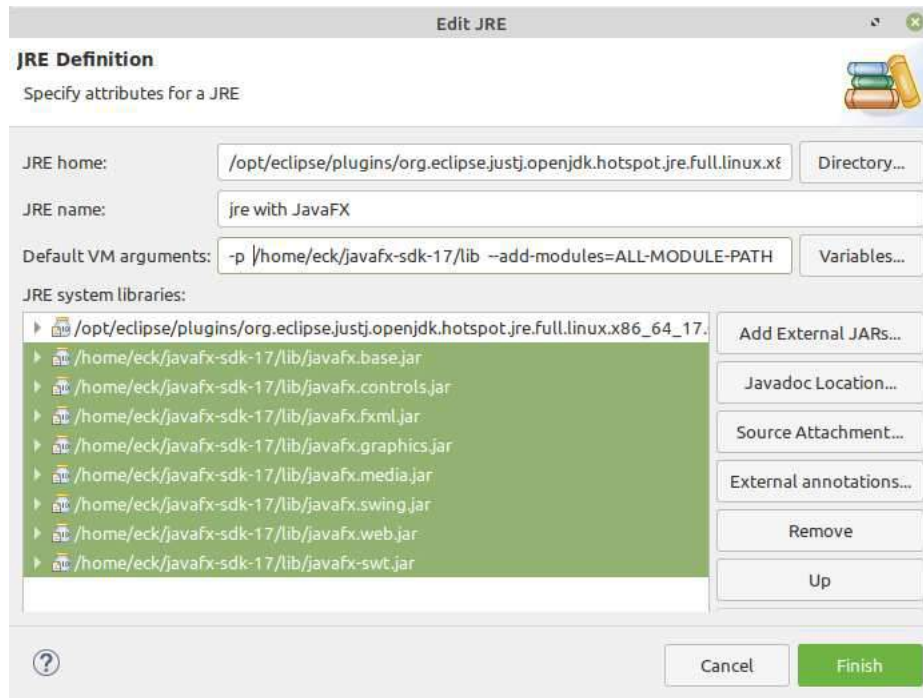 Edit JRE
JRE Definition
Specify attributes for a JRE
JRE home: /opt/eclipse/plugins/org.eclipse.justj.openjdk.hotspot.jre.full.linux.x8 Directory...
JRE name: jre with JavaFX
Default VM arguments: -p /home/eck/javafx-sdk-17/lib --add-modules=ALL-MODULE-PATH Variables...
JRE system libraries:
/opt/eclipse/plugins/org.eclipse.justj.openjdk.hotspot.jre.full.linux.x86_64_17.
/home/eck/javafx-sdk-17/lib/javafx.base.jar
/home/eck/javafx-sdk-17/lib/javafx.controls.jar
/home/eck/javafx-sdk-17/lib/javafx.fxml.jar
/home/eck/javafx-sdk-17/lib/javafx.graphics.jar
/home/eck/javafx-sdk-17/lib/javafx.media.jar
/home/eck/javafx-sdk-17/lib/javafx.swing.jar
/home/eck/javafx-sdk-17/lib/javafx.web.jar
/home/eck/javafx-sdk-17/lib/javafx-swt.jar
Add External JARs...
Javadoc Location...
Source Attachment...
External annotations...
Remove
Up
Cancel
Finish